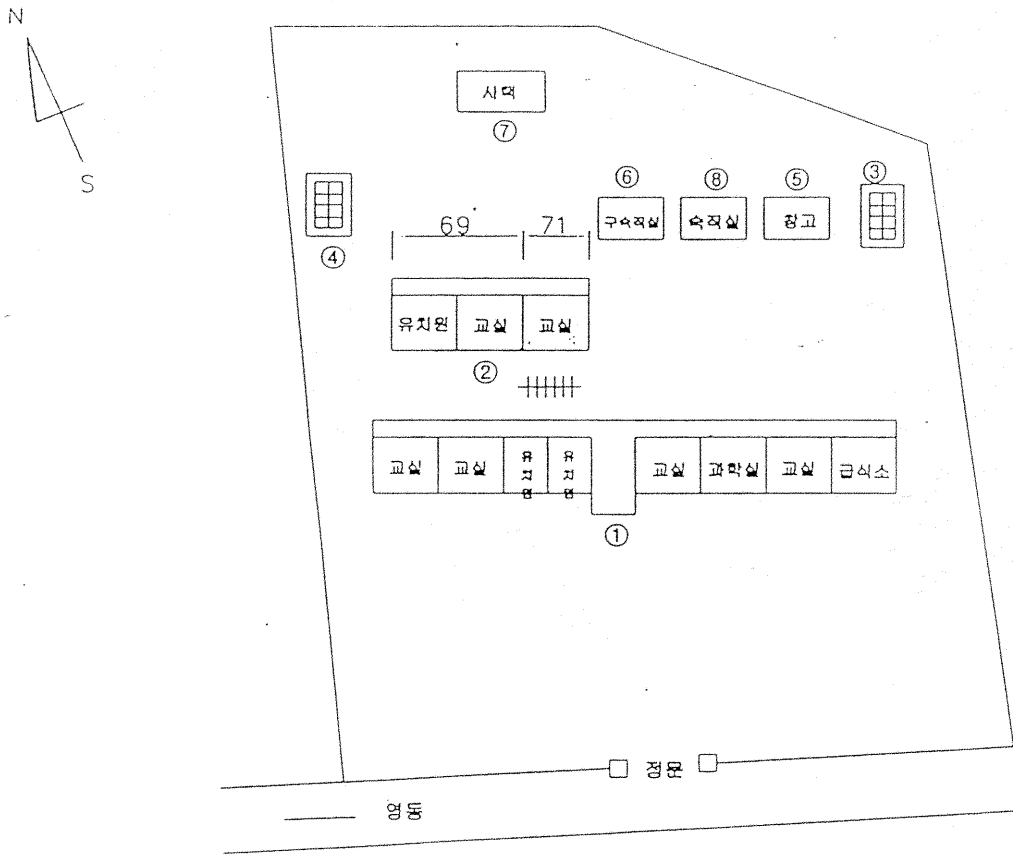 N
S
사택
⑦
⑥ ⑧ ⑤ ③
구숙직실 숙직실 창고
④
69 71
유치원 교실 교실
②
교실 교실 유치원 유치원 교실 과학실 교실 급식소
①
정문
영동